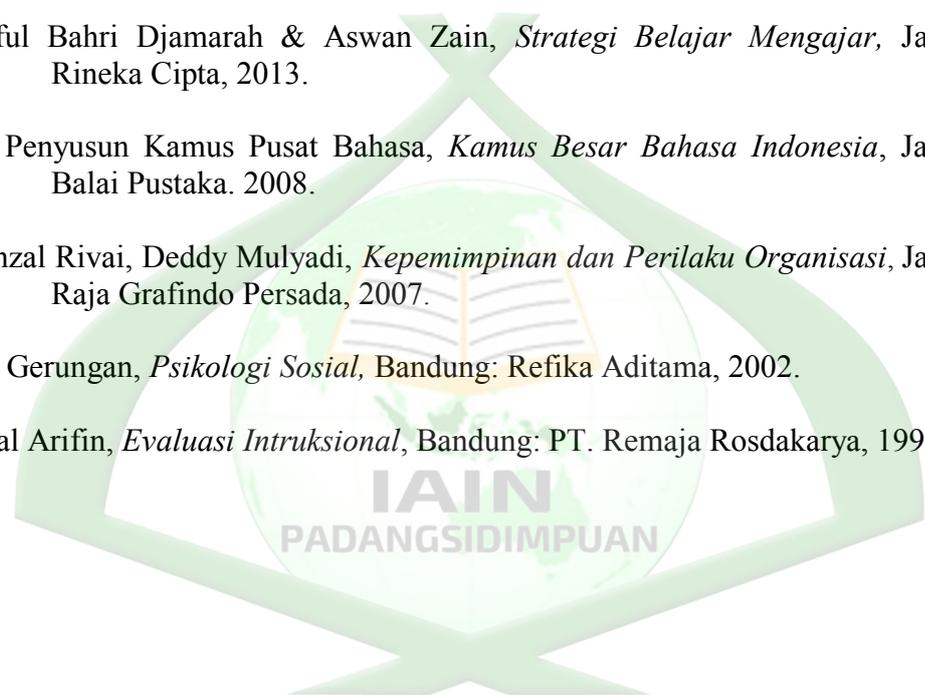 ful Bahri Djamarah & Aswan Zain, Strategi Belajar Mengajar, Ja
Rineka Cipta, 2013.
Penyusun Kamus Pusat Bahasa, Kamus Besar Bahasa Indonesia, Ja
Balai Pustaka. 2008.
nzal Rivai, Deddy Mulyadi, Kepemimpinan dan Perilaku Organisasi, Ja
Raja Grafindo Persada, 2007.
Gerungan, Psikologi Sosial, Bandung: Refika Aditama, 2002.
al Arifin, Evaluasi Intruksional, Bandung: PT. Remaja Rosdakarya, 199
IAIN
PADANGSIDIMPUAN